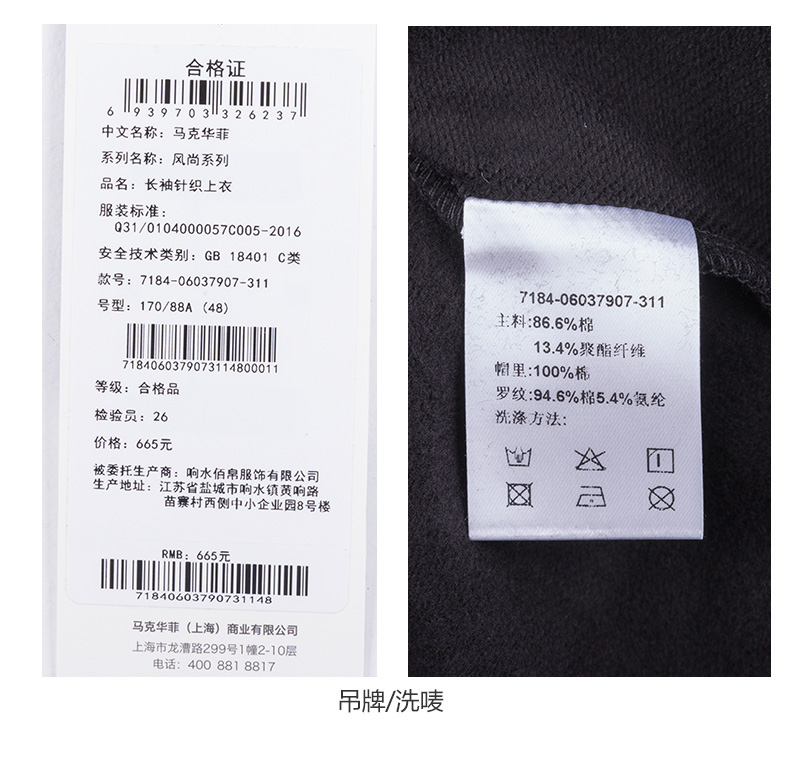 合格证
6 939703 326237
中文名称：马克华菲
系列名称：风尚系列
品名：长袖针织上衣
服装标准：
Q31/0104000057C005-2016
安全技术类别：GB 18401 C类
款号：7184-06037907-311
号型：170/88A（48）
718406037907311480001​1
等级：合格品
检验员：26
价格：665元
被委托生产商：响水佰帛服饰有限公司
生产地址：江苏省盐城市响水镇黄响路
苗寨村西侧中小企业园8号楼
RMB：665元
71840603790731148
马克华菲（上海）商业有限公司
上海市龙漕路299号1幢2-10层
电话：400 881 8817
7184-06037907-311
主料:86.6%棉
13.4%聚酯纤维
帽里:100%棉
罗纹:94.6%棉5.4%氨纶
洗涤方法:
吊牌/洗唛